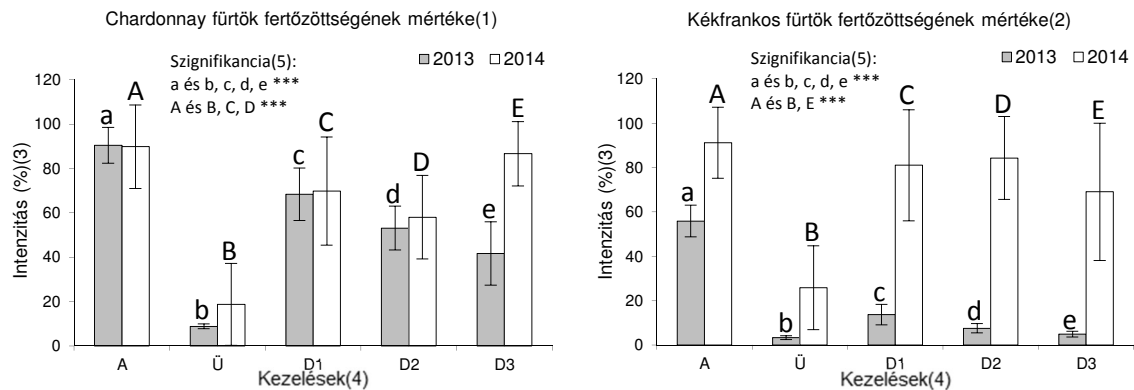 Chardonnay fürtök fertőzöttségének mértéke(1)
Szignifikancia(5):
a és b, c, d, e ***
A és B, C, D ***
2013 2014
Intenzitás (%)(3)
120
100
80
60
40
20
0
a A
b B
c C
d D
e E
A Ü D1 D2 D3
Kezelések(4)
Kékfrankos fürtök fertőzöttségének mértéke(2)
Szignifikancia(5):
a és b, c, d, e ***
A és B, E ***
2013 2014
Intenzitás (%)(3)
120
100
80
60
40
20
0
a A
b B
c C
d D
e E
A Ü D1 D2 D3
Kezelések(4)